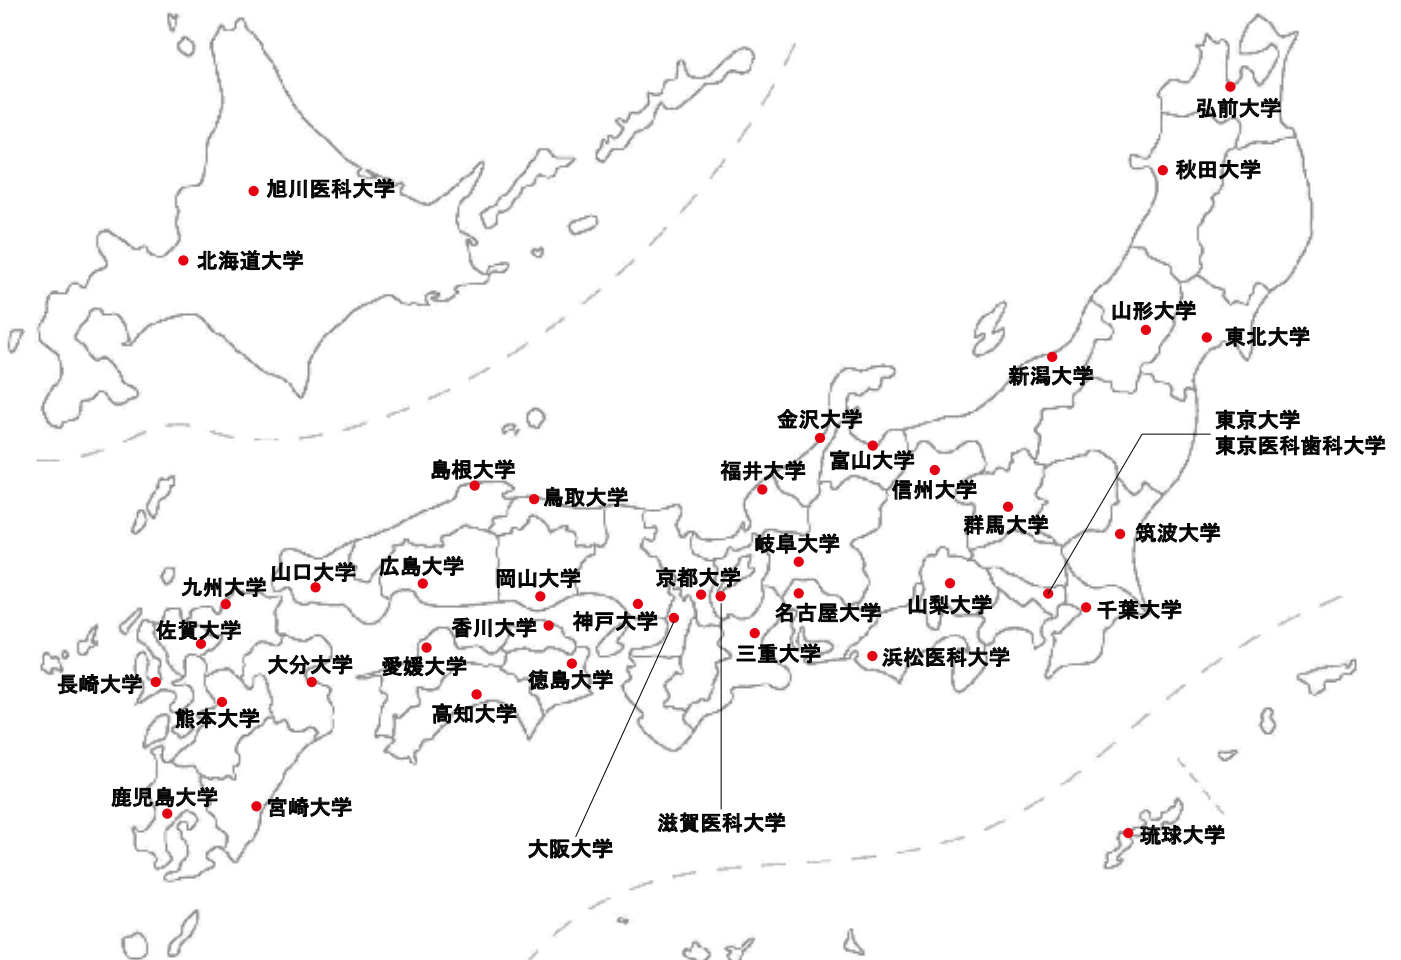 弘前大学
秋田大学
旭川医科大学
北海道大学
山形大学
東北大学
新潟大学
金沢大学
東京大学
東京医科歯科大学
富山大学
福井大学
島根大学
信州大学
鳥取大学
群馬大学
筑波大学
岐阜大学
広島大学
山口大学
岡山大学
京都大学
九州大学
山梨大学
千葉大学
名古屋大学
神戸大学
香川大学
佐賀大学
三重大学
浜松医科大学
大分大学
愛媛大学
徳島大学
長崎大学
高知大学
熊本大学
鹿児島大学
宮崎大学
滋賀医科大学
琉球大学
大阪大学